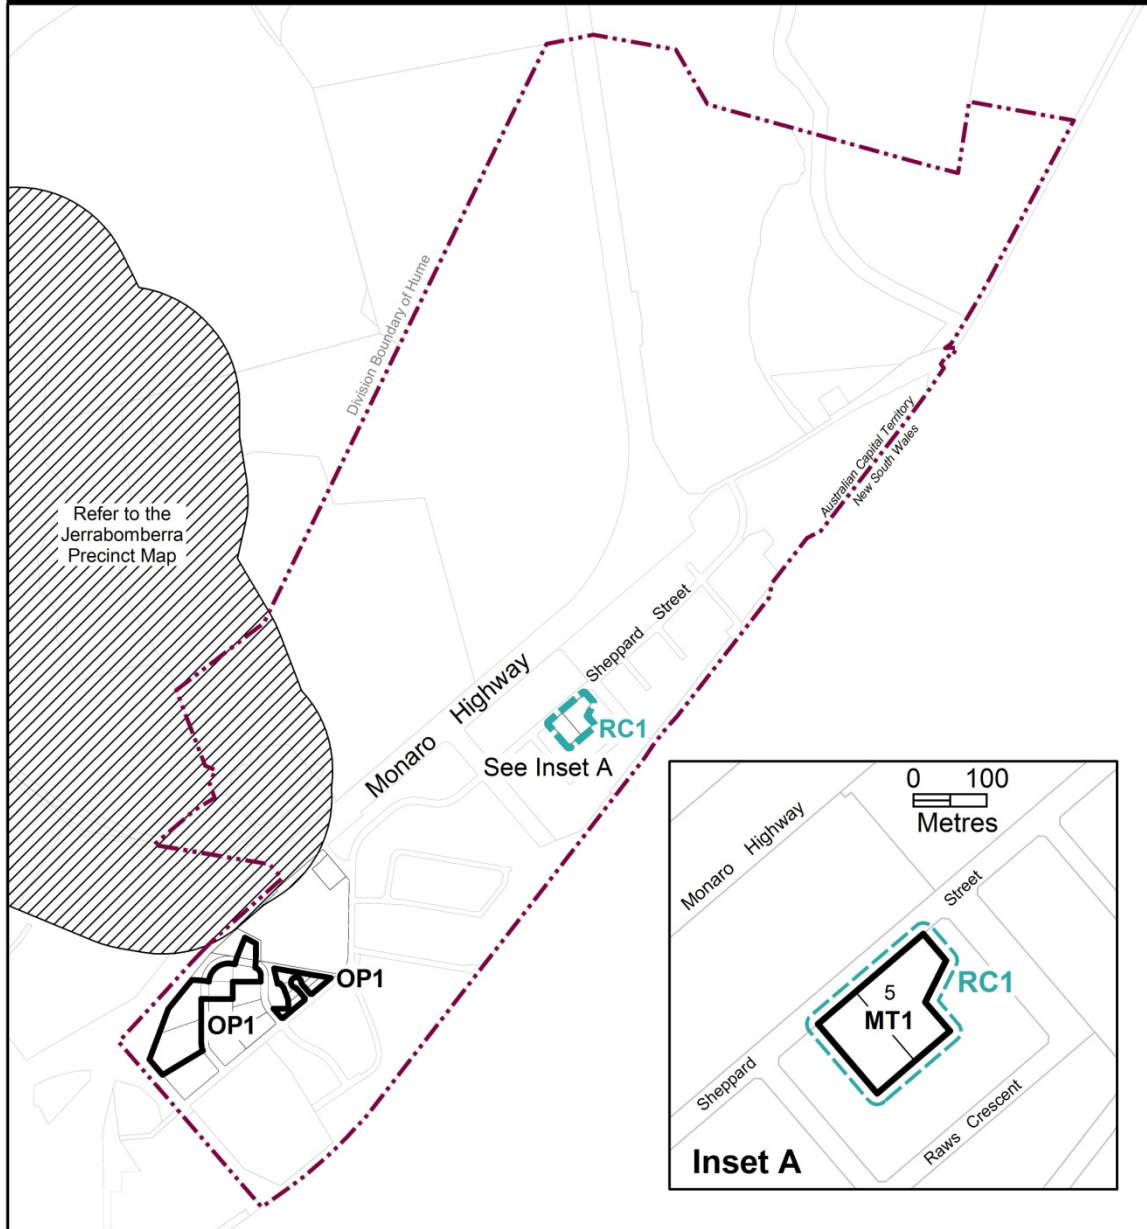 Division Boundary of Hume
Refer to the
Jerrabomberra
Precinct Map
Australian Capital Territory
New South Wales
Sheppard Street
Monaro Highway
RC1
See Inset A
OP1
OP1
0 100
Metres
Monaro Highway
Street
RC1
5
MT1
Sheppard
Raws Crescent
Inset A